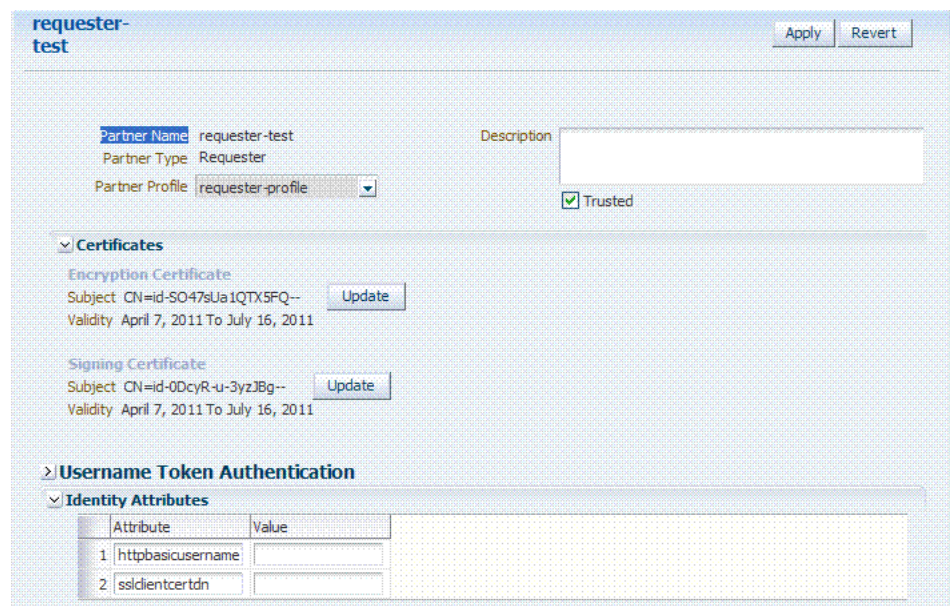 requester-
test
Apply Revert
Partner Name requester-test
Description
Partner Type Requester
Partner Profile requester-profile
Trusted
Certificates
Encryption Certificate
Subject CN=id-SO47sUa1QTX5FQ-- Update
Validity April 7, 2011 To July 16, 2011
Signing Certificate
Subject CN=id-0DcyR-u-3yzJBg-- Update
Validity April 7, 2011 To July 16, 2011
Username Token Authentication
Identity Attributes
Attribute Value
1 httpbasicusername
2 sslclientcertdn